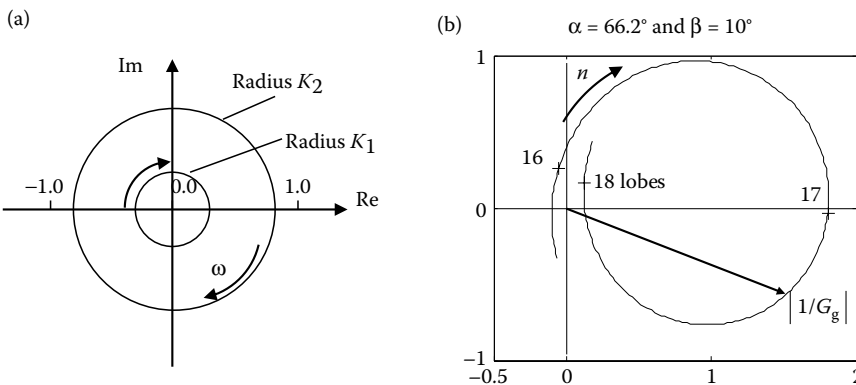 (a)
Im
Radius K2
Radius K1
−1.0
0.0
1.0
Re
ω
(b)
α = 66.2° and β = 10°
1
n
16
18 lobes
17
0
|1/Gg|
−1
−0.5
0
1
2